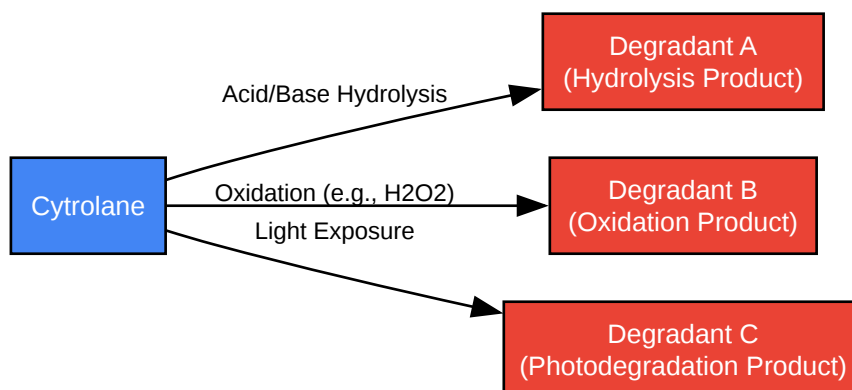 Degradant A
(Hydrolysis Product)
Acid/Base Hydrolysis
Cytrolane
Oxidation (e.g., H2O2)
Degradant B
(Oxidation Product)
Light Exposure
Degradant C
(Photodegradation Product)